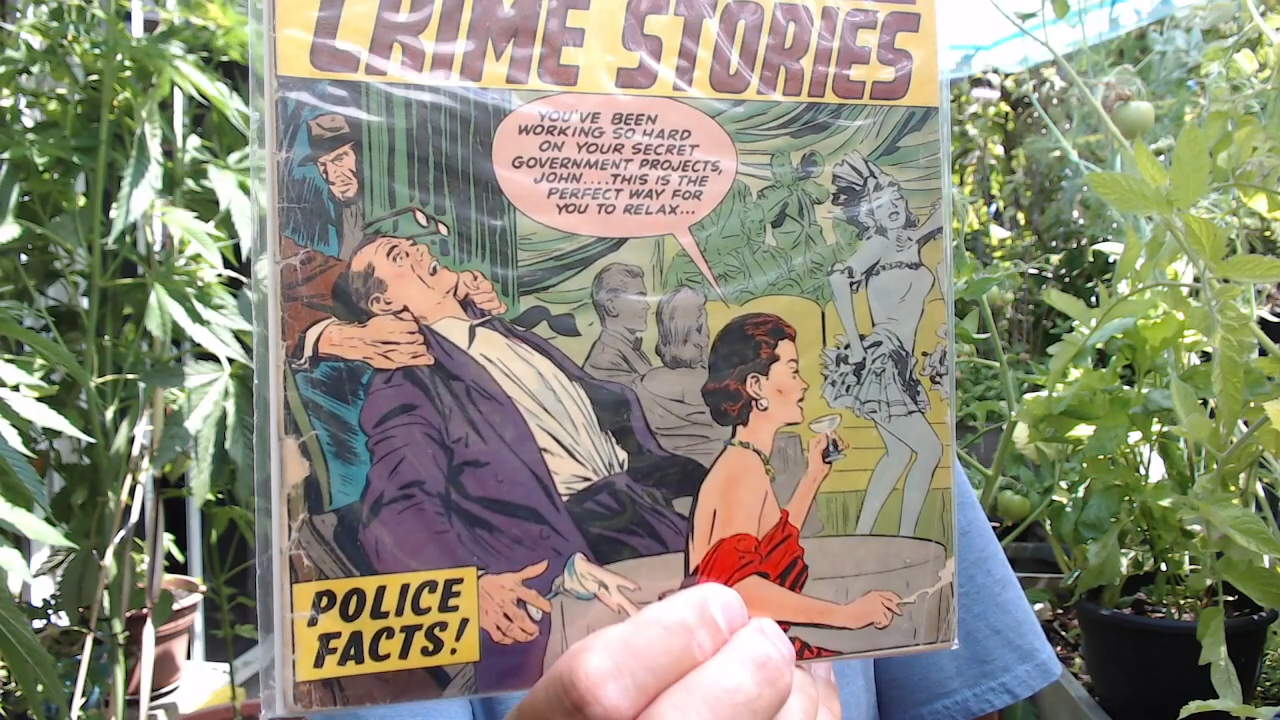 CRIME STORIES
YOU'VE BEEN
WORKING SO HARD
ON YOUR SECRET
GOVERNMENT PROJECTS,
JOHN....THIS IS THE
PERFECT WAY FOR
YOU TO RELAX...
POLICE
FACTS!